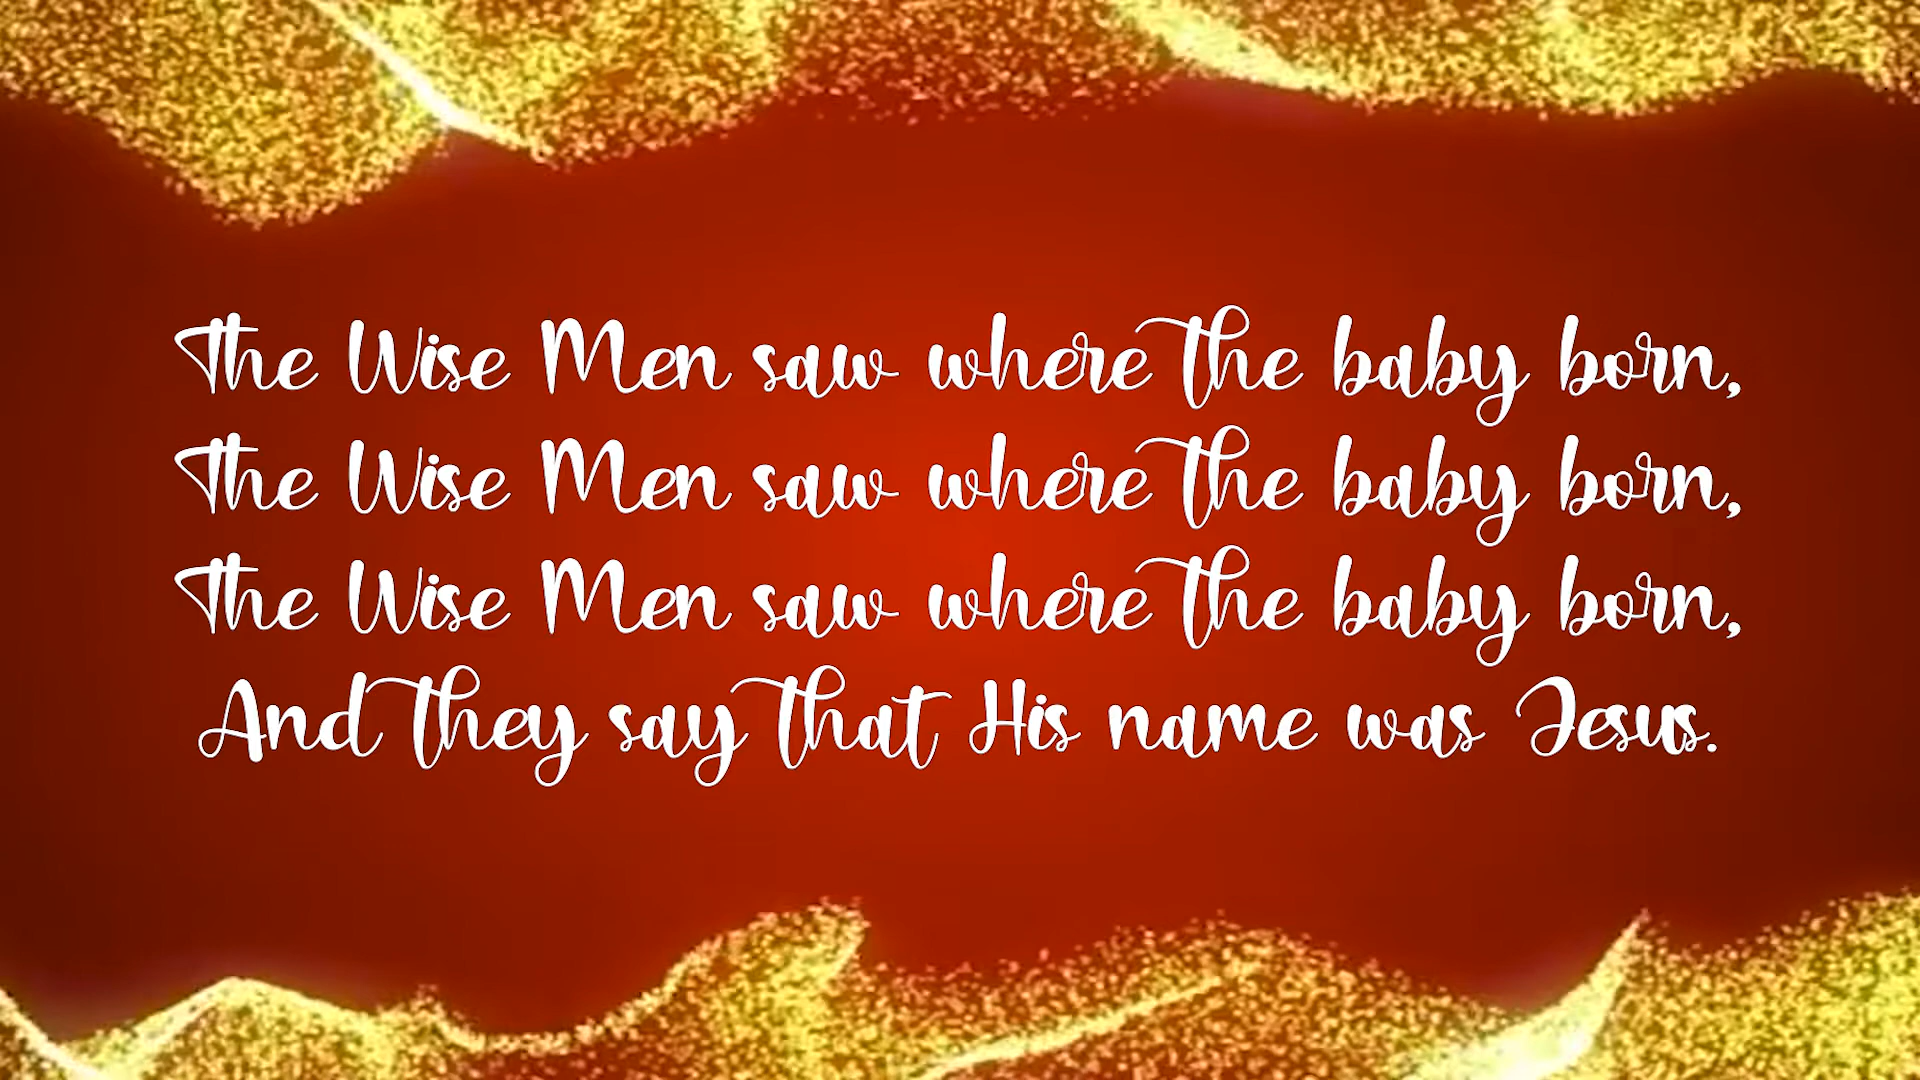 The Wise Men saw where the baby born,
The Wise Men saw where the baby born,
The Wise Men saw where the baby born,
And they say that His name was Jesus.